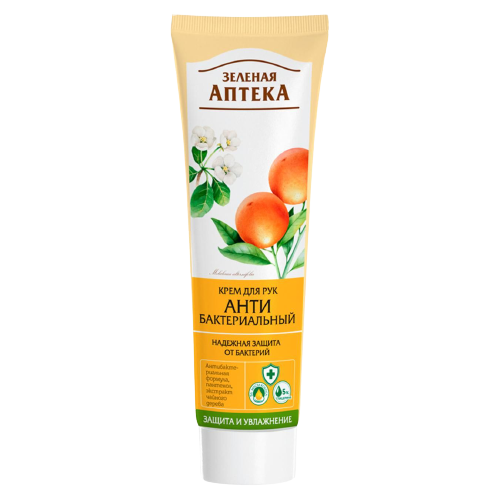 ЗЕЛЕНАЯ
АПТЕКА
КРЕМ ДЛЯ РУК
АНТИ
БАКТЕРИАЛЬНЫЙ
НАДЕЖНАЯ ЗАЩИТА
ОТ БАКТЕРИЙ
Антибакте-
риальная
формула,
пантенол,
экстракт
чайного
дерева
5%
ЗАЩИТА И УВЛАЖНЕНИЕ